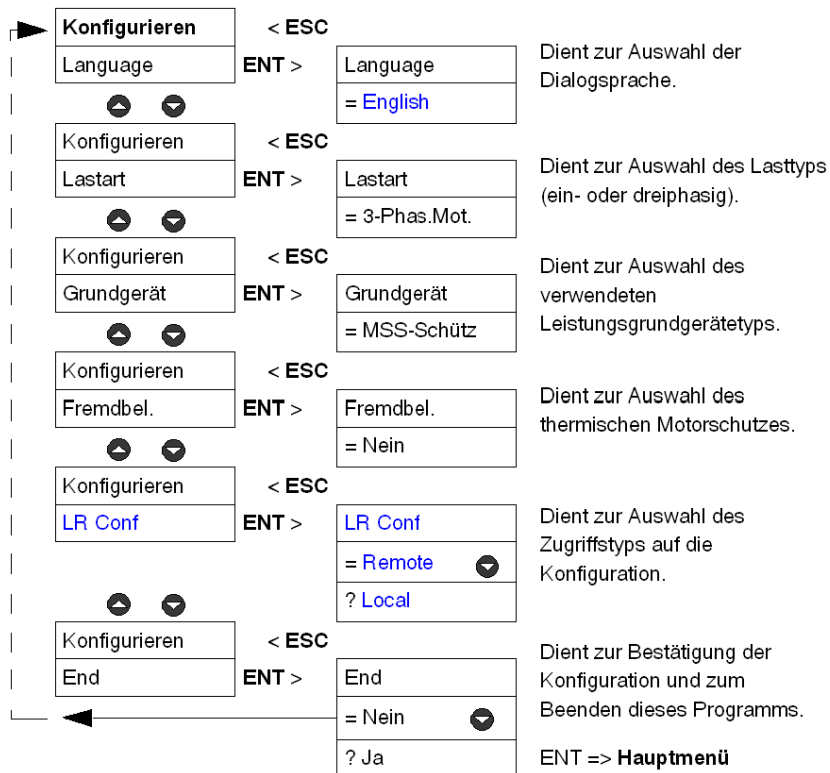 Konfigurieren < ESC
Language ENT > Language
= English
Dient zur Auswahl der
Dialogsprache.
Konfigurieren < ESC
Lastart ENT > Lastart
= 3-Phas.Mot.
Dient zur Auswahl des Lasttyps
(ein- oder dreiphasig).
Konfigurieren < ESC
Grundgerät ENT > Grundgerät
= MSS-Schütz
Dient zur Auswahl des
verwendeten
Leistungsgrundgerätetyps.
Konfigurieren < ESC
Fremdbel. ENT > Fremdbel.
= Nein
Dient zur Auswahl des
thermischen Motorschutzes.
Konfigurieren < ESC
LR Conf ENT > LR Conf
= Remote
? Local
Dient zur Auswahl des
Zugriffstyps auf die
Konfiguration.
Konfigurieren < ESC
End ENT > End
= Nein
? Ja
Dient zur Bestätigung der
Konfiguration und zum
Beenden dieses Programms.
ENT => Hauptmenü